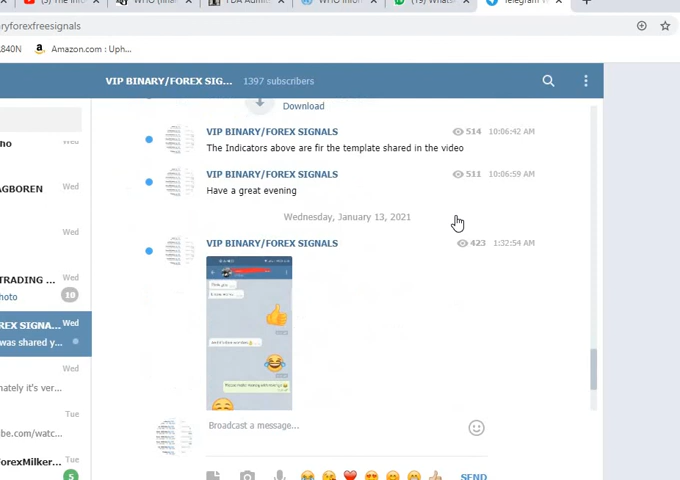 ryforexfreesignals
L840N
Amazon.com : Uph...
VIP BINARY/FOREX SIG... 1397 subscribers
Download
VIP BINARY/FOREX SIGNALS 514 10:06:42 AM
The Indicators above are fir the template shared in the video
VIP BINARY/FOREX SIGNALS 511 10:06:59 AM
Have a great evening
Wednesday, January 13, 2021
VIP BINARY/FOREX SIGNALS 423 1:32:54 AM
Broadcast a message...
SEND
ho Wed
AGBOREN Wed
Wed
TRADING ... Wed
hoto 10
REX SIGNA... Wed
was shared y...
Wed
nately it's ver...
Tue
be.com/watc...
ForexMilker... Tue
5